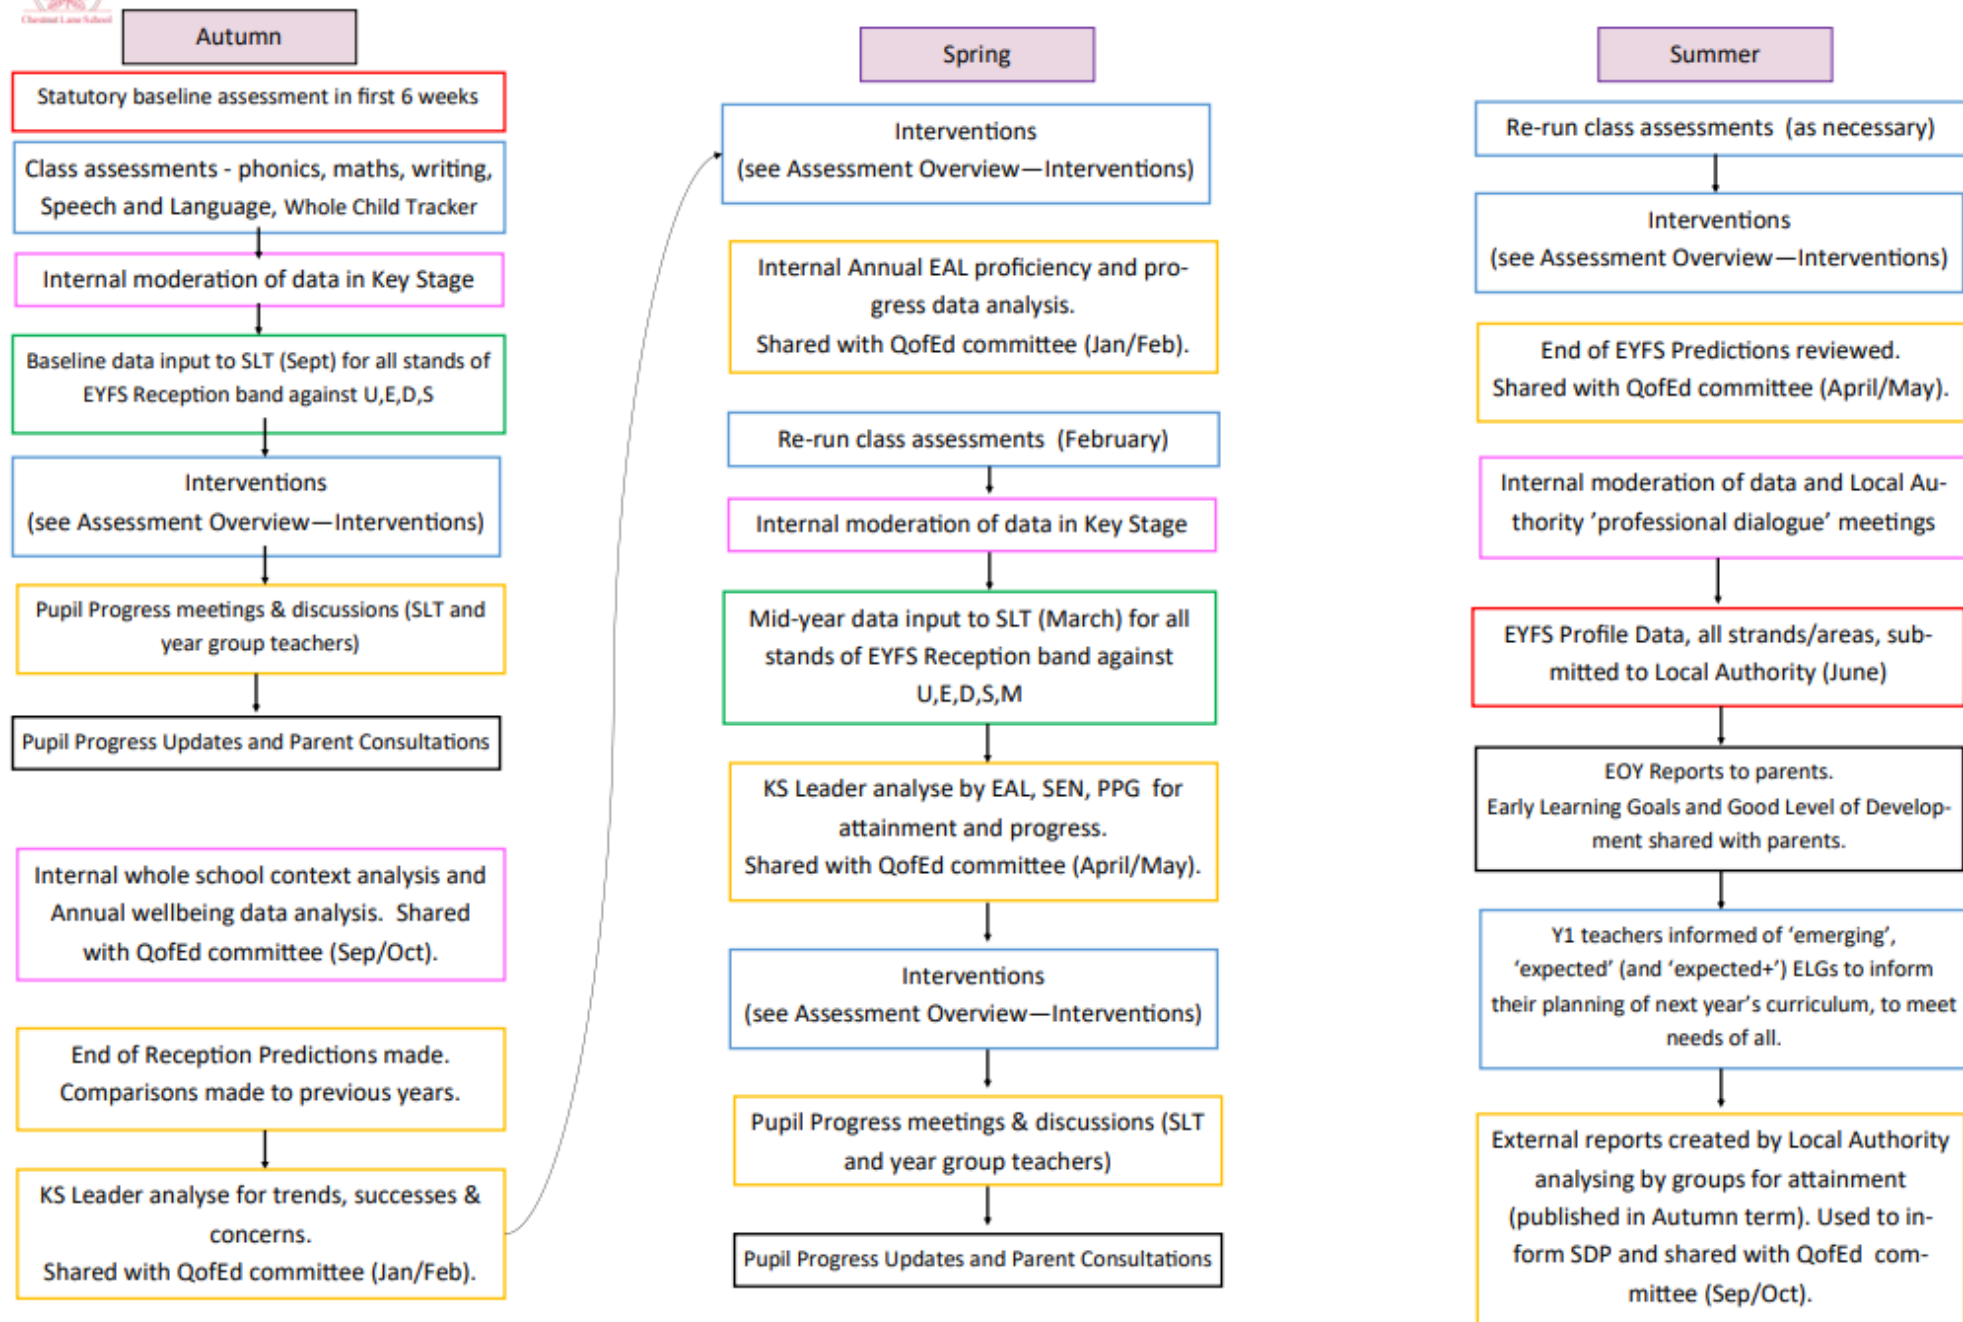 Chestnut Lane School
Autumn
Statutory baseline assessment in first 6 weeks
Class assessments - phonics, maths, writing,
Speech and Language, Whole Child Tracker
Internal moderation of data in Key Stage
Baseline data input to SLT (Sept) for all stands of
EYFS Reception band against U,E,D,S
Interventions
(see Assessment Overview—Interventions)
Pupil Progress meetings & discussions (SLT and
year group teachers)
Pupil Progress Updates and Parent Consultations
Internal whole school context analysis and
Annual wellbeing data analysis. Shared
with QofEd committee (Sep/Oct).
End of Reception Predictions made.
Comparisons made to previous years.
KS Leader analyse for trends, successes &
concerns.
Shared with QofEd committee (Jan/Feb).
Spring
Interventions
(see Assessment Overview—Interventions)
Internal Annual EAL proficiency and pro-
gress data analysis.
Shared with QofEd committee (Jan/Feb).
Re-run class assessments (February)
Internal moderation of data in Key Stage
Mid-year data input to SLT (March) for all
stands of EYFS Reception band against
U,E,D,S,M
KS Leader analyse by EAL, SEN, PPG for
attainment and progress.
Shared with QofEd committee (April/May).
Interventions
(see Assessment Overview—Interventions)
Pupil Progress meetings & discussions (SLT
and year group teachers)
Pupil Progress Updates and Parent Consultations
Summer
Re-run class assessments (as necessary)
Interventions
(see Assessment Overview—Interventions)
End of EYFS Predictions reviewed.
Shared with QofEd committee (April/May).
Internal moderation of data and Local Au-
thority ’professional dialogue’ meetings
EYFS Profile Data, all strands/areas, sub-
mitted to Local Authority (June)
EOY Reports to parents.
Early Learning Goals and Good Level of Develop-
ment shared with parents.
Y1 teachers informed of ‘emerging’,
‘expected’ (and ‘expected+’) ELGs to inform
their planning of next year’s curriculum, to meet
needs of all.
External reports created by Local Authority
analysing by groups for attainment
(published in Autumn term). Used to in-
form SDP and shared with QofEd com-
mittee (Sep/Oct).